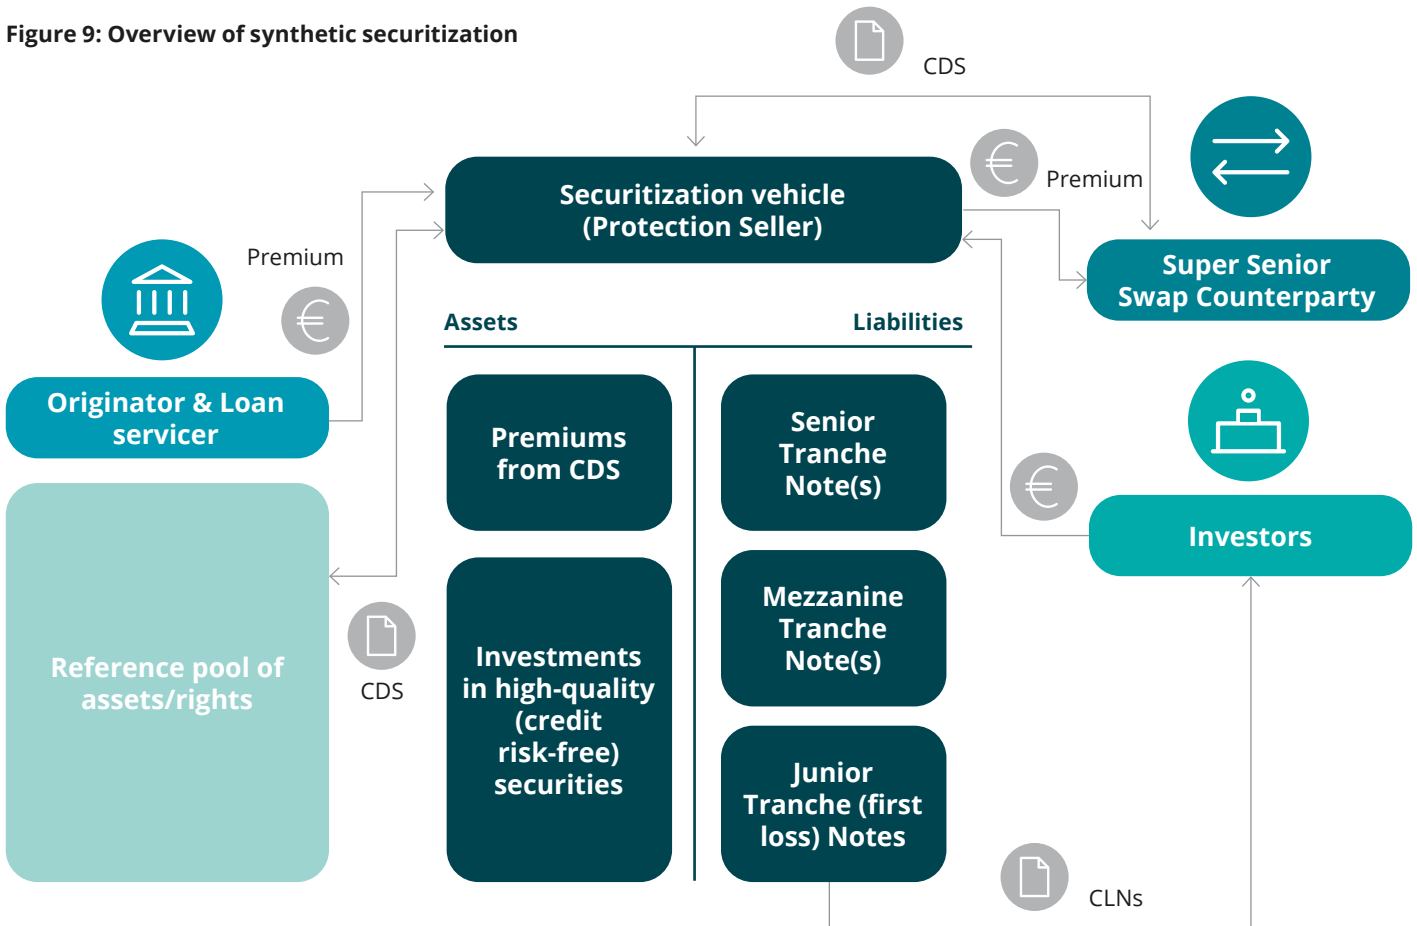 Figure 9: Overview of synthetic securitization
CDS
Securitization vehicle
(Protection Seller)
Premium
Super Senior
Swap Counterparty
Premium
Originator & Loan
servicer
Assets
Liabilities
Premiums
from CDS
Senior
Tranche
Note(s)
Investors
Reference pool of
assets/rights
CDS
Investments
in high-quality
(credit
risk-free)
securities
Mezzanine
Tranche
Note(s)
Junior
Tranche (first
loss) Notes
CLNs